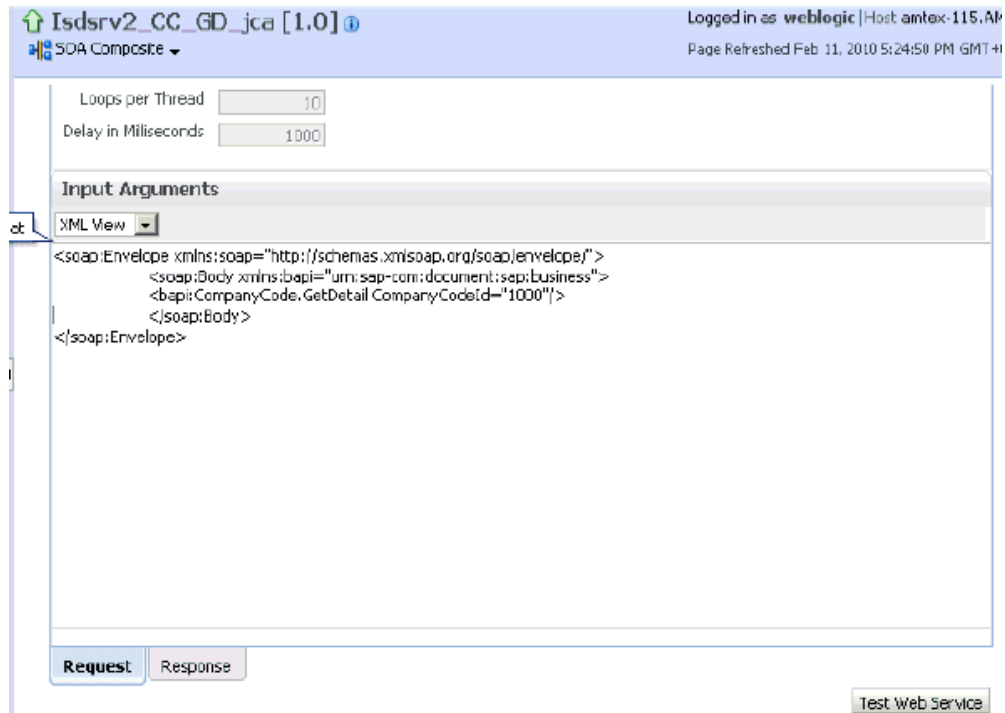 Isdsrv2_CC_GD_jca [1.0]
Logged in as weblogic | Host amtex-115.AM
SOA Composite
Page Refreshed Feb 11, 2010 5:24:50 PM GMT+
Loops per Thread 10
Delay in Miliseconds 1000
Input Arguments
at
XML View
<soap:Envelope xmlns:soap="http://schemas.xmlsoap.org/soap/envelope/">
<soap:Body xmlns:bapi="urn:sap-com:document:sap:business">
<bapi:CompanyCode.GetDetail CompanyCodeId="1000"/>
</soap:Body>
</soap:Envelope>
Request Response
Test Web Service